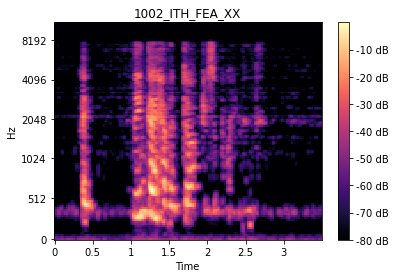 1002_ITH_FEA_XX
8192
4096
2048
1024
512
0
Hz
0 0.5 1 1.5 2 2.5 3
Time
-10 dB
-20 dB
-30 dB
-40 dB
-50 dB
-60 dB
-70 dB
-80 dB